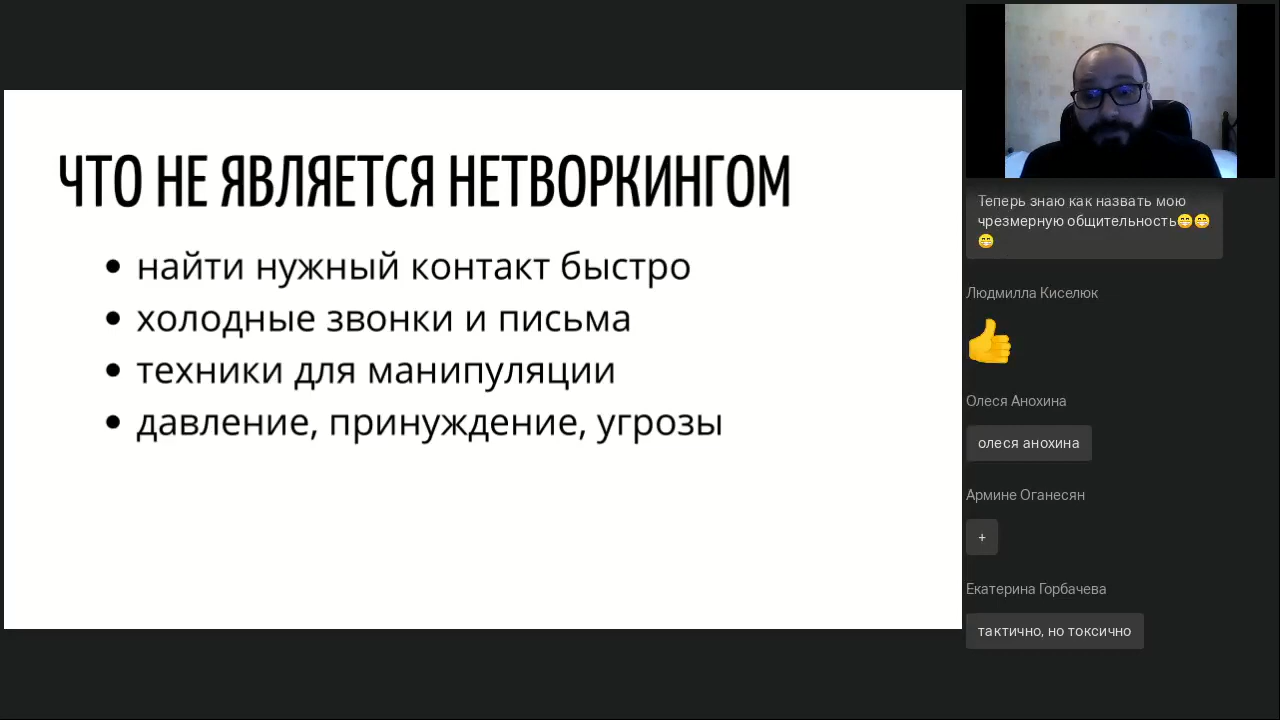 ЧТО НЕ ЯВЛЯЕТСЯ НЕТВОРКИНГОМ
найти нужный контакт быстро
холодные звонки и письма
техники для манипуляции
давление, принуждение, угрозы
Теперь знаю как назвать мою
чрезмерную общительность😁😁
😁
Людмилла Киселюк
👍
Олеся Анохина
олеся анохина
Армине Оганесян
+
Екатерина Горбачева
тактично, но токсично